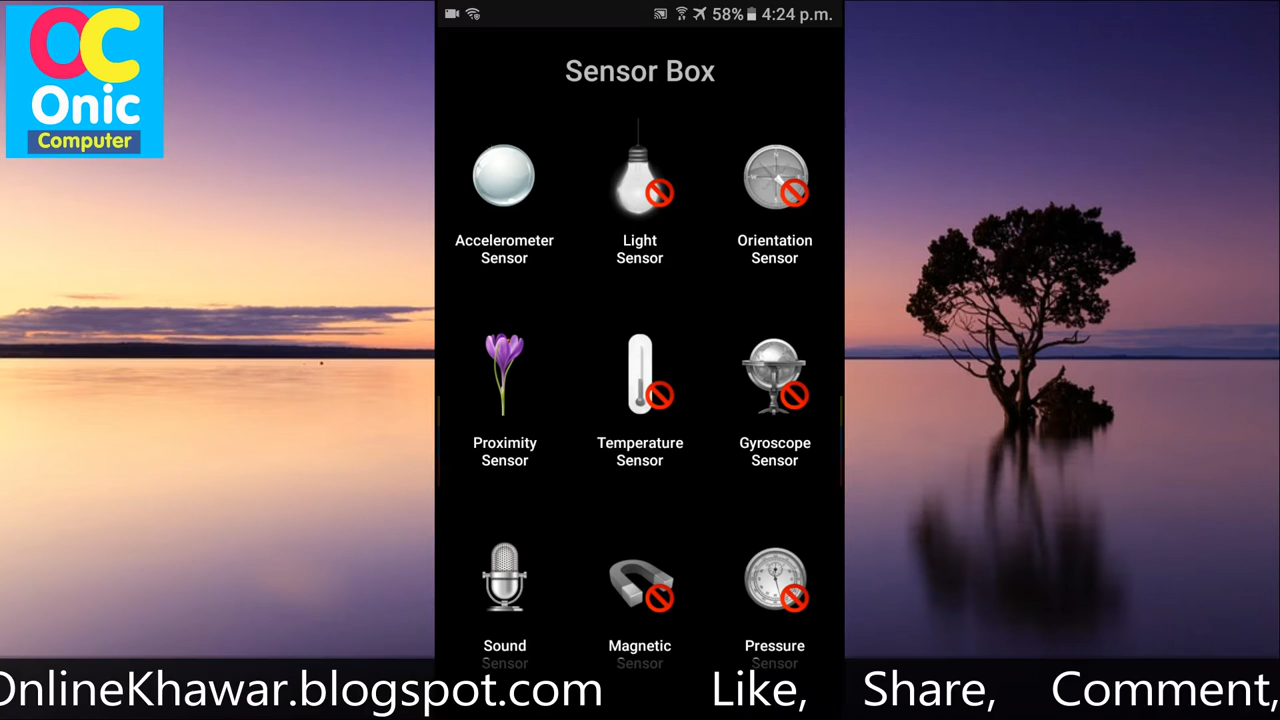 OC
Onic
Computer
58% 4:24 p.m.
Sensor Box
Accelerometer
Sensor
Light
Sensor
Orientation
Sensor
Proximity
Sensor
Temperature
Sensor
Gyroscope
Sensor
Sound
Sensor
Magnetic
Sensor
Pressure
Sensor
OnlineKhawar.blogspot.com Like, Share, Comment,